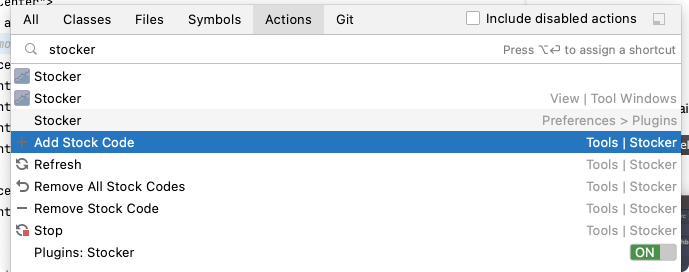 Center">
All Classes Files Symbols Actions Git Include disabled actions
stocker Press ⌥⏎ to assign a shortcut
Stocker
Stocker View | Tool Windows
Stocker Preferences > Plugins
Add Stock Code Tools | Stocker
Refresh Tools | Stocker
Remove All Stock Codes Tools | Stocker
Remove Stock Code Tools | Stocker
Stop Tools | Stocker
Plugins: Stocker ON